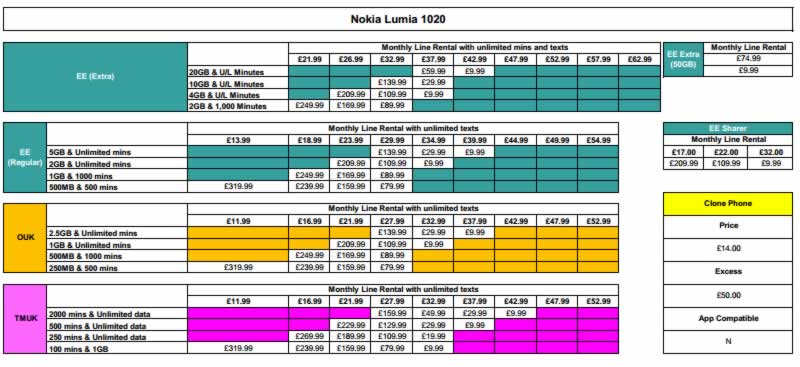 Nokia Lumia 1020
Monthly Line Rental with unlimited mins and texts
£21.99 £26.99 £32.99 £37.99 £42.99 £47.99 £52.99 £57.99 £62.99
EE (Extra)
20GB & U/L Minutes £59.99 £9.99
10GB & U/L Minutes £139.99 £29.99
4GB & U/L Minutes £209.99 £109.99 £9.99
2GB & 1,000 Minutes £249.99 £169.99 £89.99
EE Extra (50GB)
Monthly Line Rental
£74.99
£9.99
Monthly Line Rental with unlimited texts
£13.99 £18.99 £23.99 £29.99 £34.99 £39.99 £44.99 £49.99 £54.99
EE
(Regular)
5GB & Unlimited mins £139.99 £29.99 £9.99
2GB & Unlimited mins £209.99 £109.99 £9.99
1GB & 1000 mins £249.99 £169.99 £89.99
500MB & 500 mins £319.99 £239.99 £159.99 £79.99
EE Sharer
Monthly Line Rental
£17.00 £22.00 £32.00
£209.99 £109.99 £9.99
Monthly Line Rental with unlimited texts
£11.99 £16.99 £21.99 £27.99 £32.99 £37.99 £42.99 £47.99 £52.99
OUK
2.5GB & Unlimited mins £139.99 £29.99 £9.99
1GB & Unlimited mins £209.99 £109.99 £9.99
500MB & 1000 mins £249.99 £169.99 £89.99
250MB & 500 mins £319.99 £239.99 £159.99 £79.99
Monthly Line Rental with unlimited texts
£11.99 £16.99 £21.99 £27.99 £32.99 £37.99 £42.99 £47.99 £52.99
TMUK
2000 mins & Unlimited data £159.99 £49.99 £29.99 £9.99
500 mins & Unlimited data £229.99 £129.99 £29.99 £9.99
250 mins & Unlimited data £269.99 £189.99 £109.99 £19.99
100 mins & 1GB £319.99 £239.99 £159.99 £79.99 £9.99
Clone Phone
Price
£14.00
Excess
£50.00
App Compatible
N